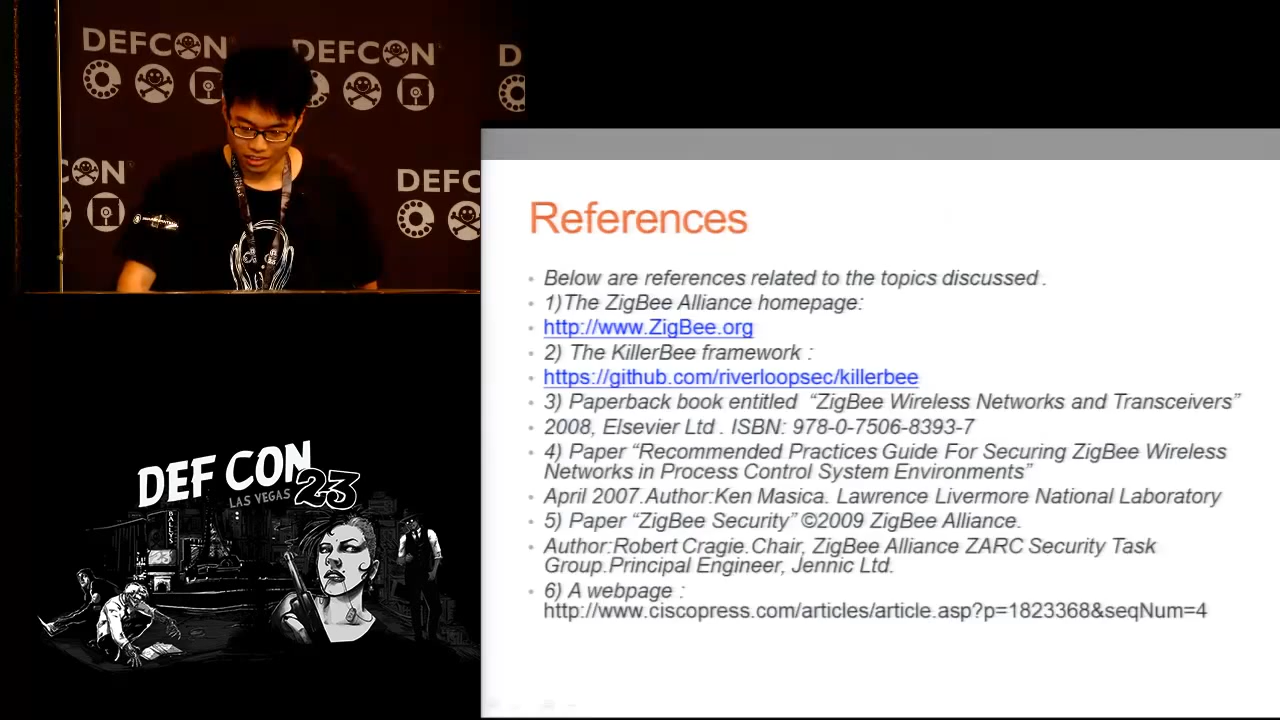 DEFCON
DEFCON
D
CON
DEFC
References
Below are references related to the topics discussed .
1)The ZigBee Alliance homepage:
http://www.ZigBee.org
2) The KillerBee framework :
https://github.com/riverloopsec/killerbee
3) Paperback book entitled “ZigBee Wireless Networks and Transceivers”
2008, Elsevier Ltd . ISBN: 978-0-7506-8393-7
4) Paper “Recommended Practices Guide For Securing ZigBee Wireless
Networks in Process Control System Environments”
April 2007.Author:Ken Masica. Lawrence Livermore National Laboratory
5) Paper “ZigBee Security” ©2009 ZigBee Alliance.
Author:Robert Cragie.Chair, ZigBee Alliance ZARC Security Task
Group.Principal Engineer, Jennic Ltd.
6) A webpage :
http://www.ciscopress.com/articles/article.asp?p=1823368&seqNum=4
DEF CON
LAS VEGAS 23
BALLY'S